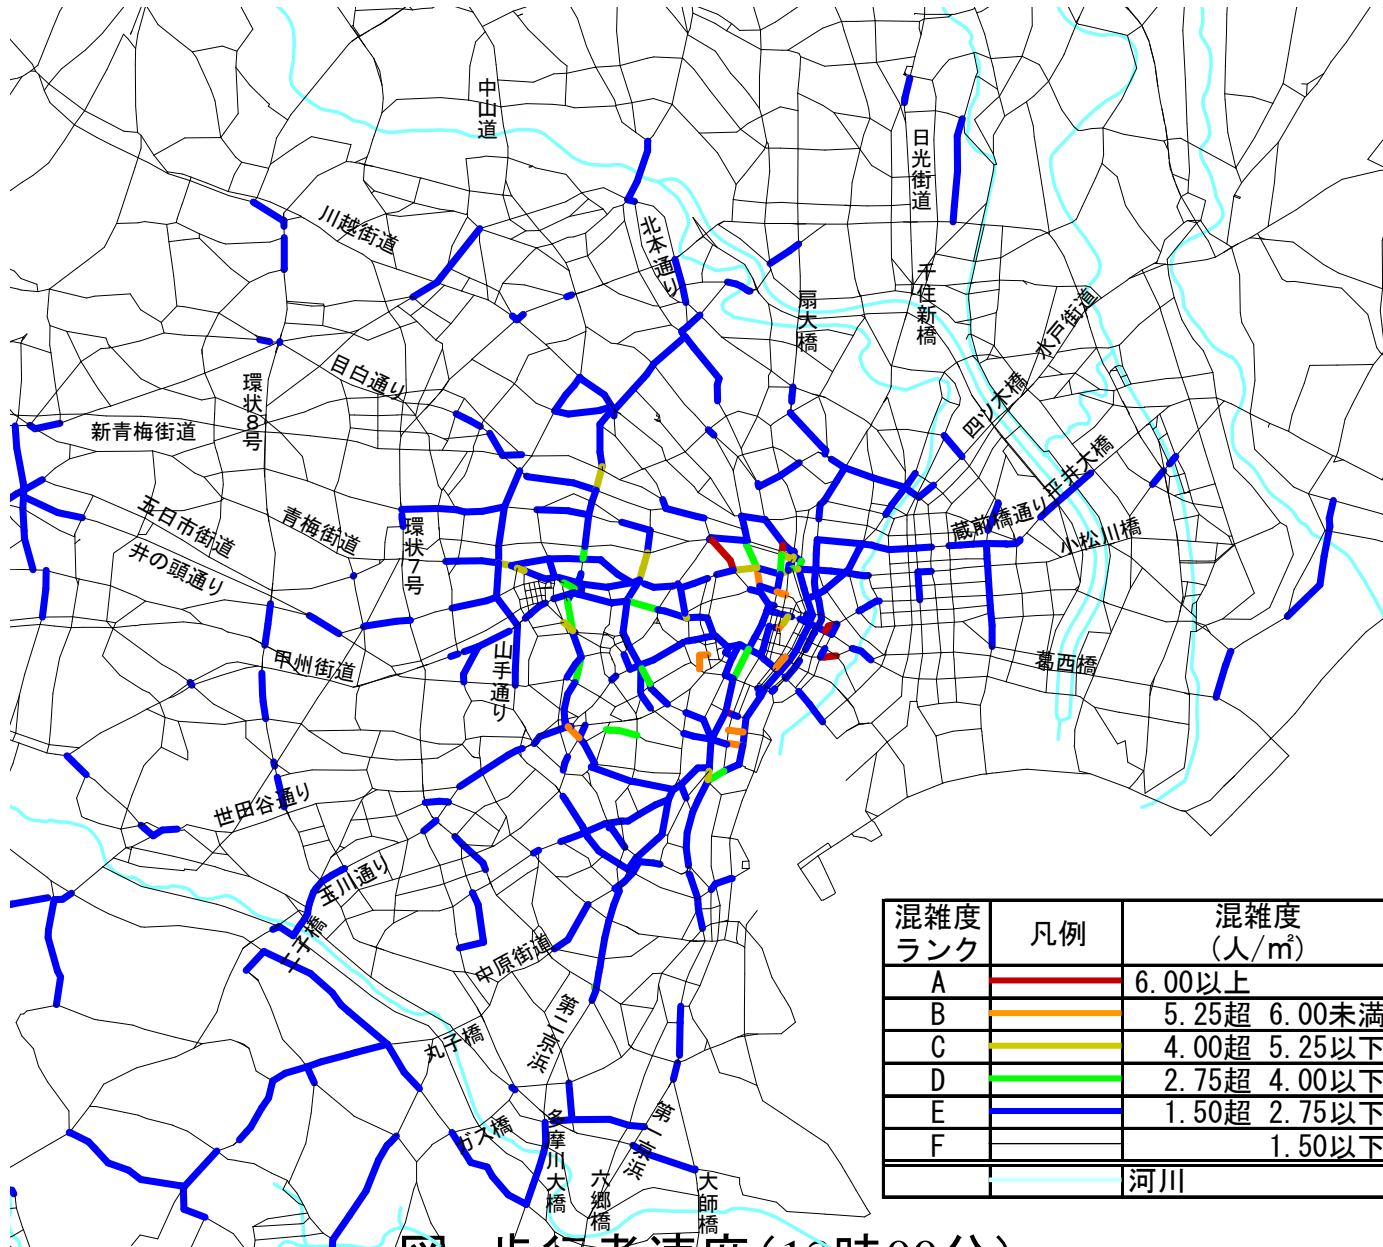 中山道
日光街道
川越街道
北本通り
千住新橋
扇大橋
水戸街道
目白通り
環状8号
四ツ木橋
新青梅街道
平井大橋
五日市街道
青梅街道
環状7号
蔵前橋通り
小松川橋
井の頭通り
甲州街道
山手通り
葛西橋
世田谷通り
玉川通り
二子橋
中原街道
第二京浜
丸子橋
ガス橋
多摩川大橋
第一京浜
六郷橋
大師橋
混雑度ランク 凡例 混雑度(人/㎡)
A 6.00以上
B 5.25超 6.00未満
C 4.00超 5.25以下
D 2.75超 4.00以下
E 1.50超 2.75以下
F 1.50以下
河川